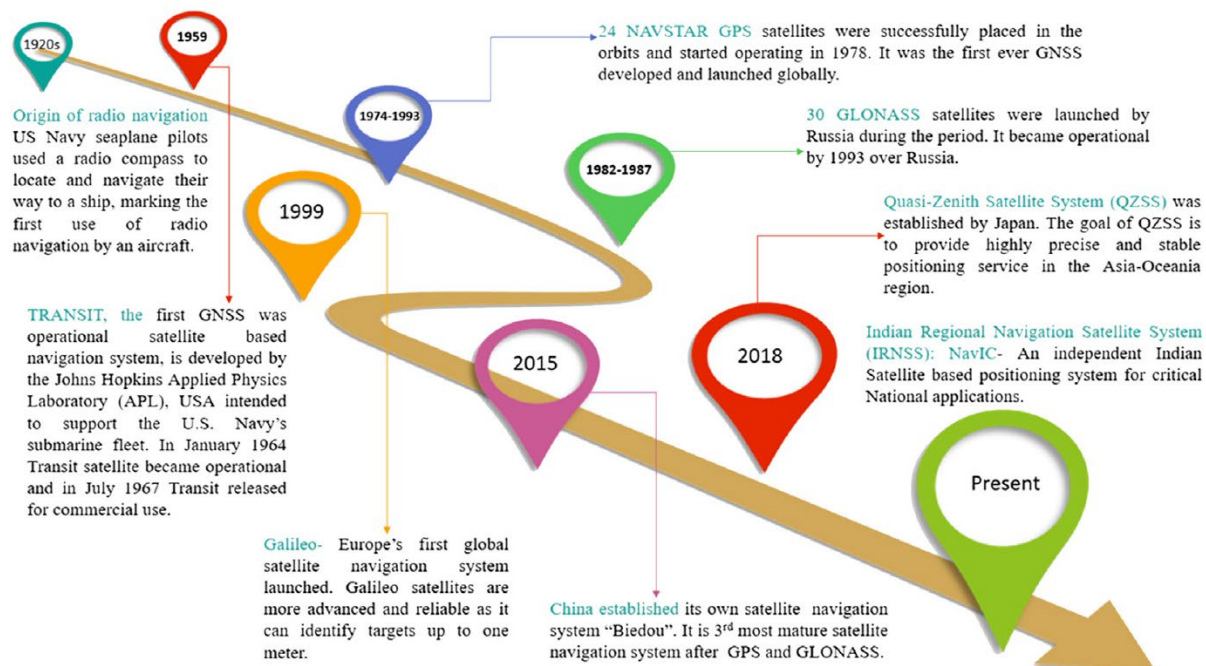 1920s
Origin of radio navigation
US Navy seaplane pilots
used a radio compass to
locate and navigate their
way to a ship, marking the
first use of radio
navigation by an aircraft.
1959
TRANSIT, the first GNSS was
operational satellite based
navigation system, is developed by
the Johns Hopkins Applied Physics
Laboratory (APL), USA intended
to support the U.S. Navy's
submarine fleet. In January 1964
Transit satellite became operational
and in July 1967 Transit released
for commercial use.
1974-1993
24 NAVSTAR GPS satellites were successfully placed in the
orbits and started operating in 1978. It was the first ever GNSS
developed and launched globally.
1982-1987
30 GLONASS satellites were launched by
Russia during the period. It became operational
by 1993 over Russia.
1999
Galileo- Europe's first global
satellite navigation system
launched. Galileo satellites are
more advanced and reliable as it
can identify targets up to one
meter.
2015
China established its own satellite navigation
system “Biedou”. It is 3rd most mature satellite
navigation system after GPS and GLONASS.
2018
Quasi-Zenith Satellite System (QZSS) was
established by Japan. The goal of QZSS is
to provide highly precise and stable
positioning service in the Asia-Oceania
region.
Indian Regional Navigation Satellite System
(IRNSS): NavIC- An independent Indian
Satellite based positioning system for critical
National applications.
Present